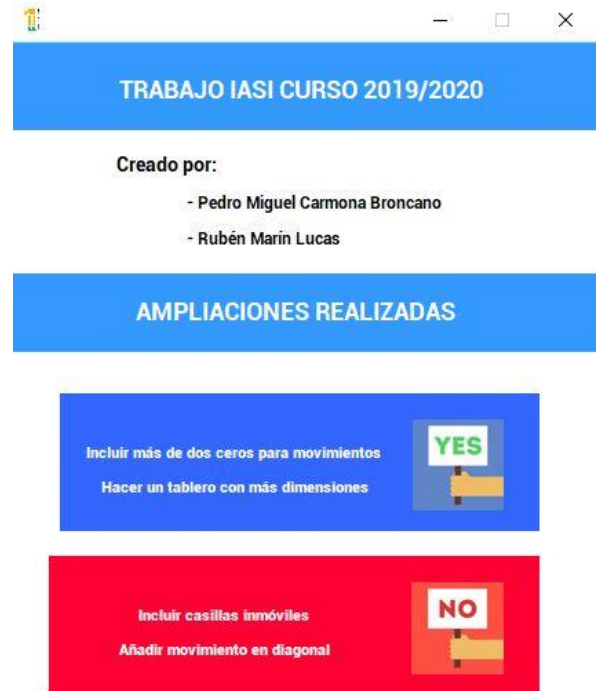 TRABAJO IASI CURSO 2019/2020
Creado por:
- Pedro Miguel Carmona Broncano
- Rubén Marín Lucas
AMPLIACIONES REALIZADAS
Incluir más de dos ceros para movimientos
Hacer un tablero con más dimensiones
YES
Incluir casillas inmóviles
Añadir movimiento en diagonal
NO